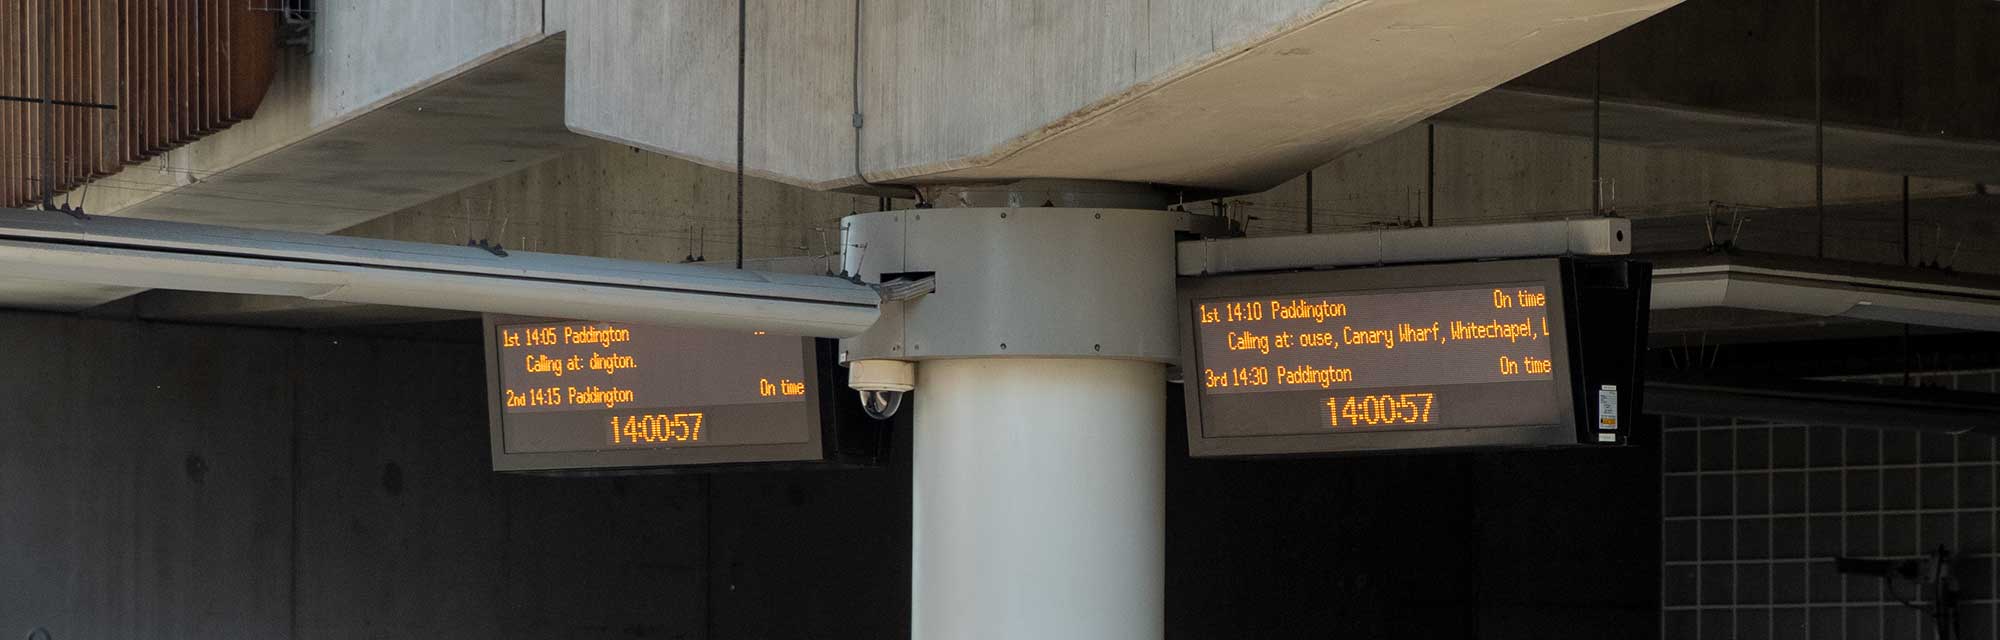 1st 14:05 Paddington
Calling at: dington.
2nd 14:15 Paddington On time
14:00:57
1st 14:10 Paddington On time
Calling at: ouse, Canary Wharf, Whitechapel, L
3rd 14:30 Paddington On time
14:00:57